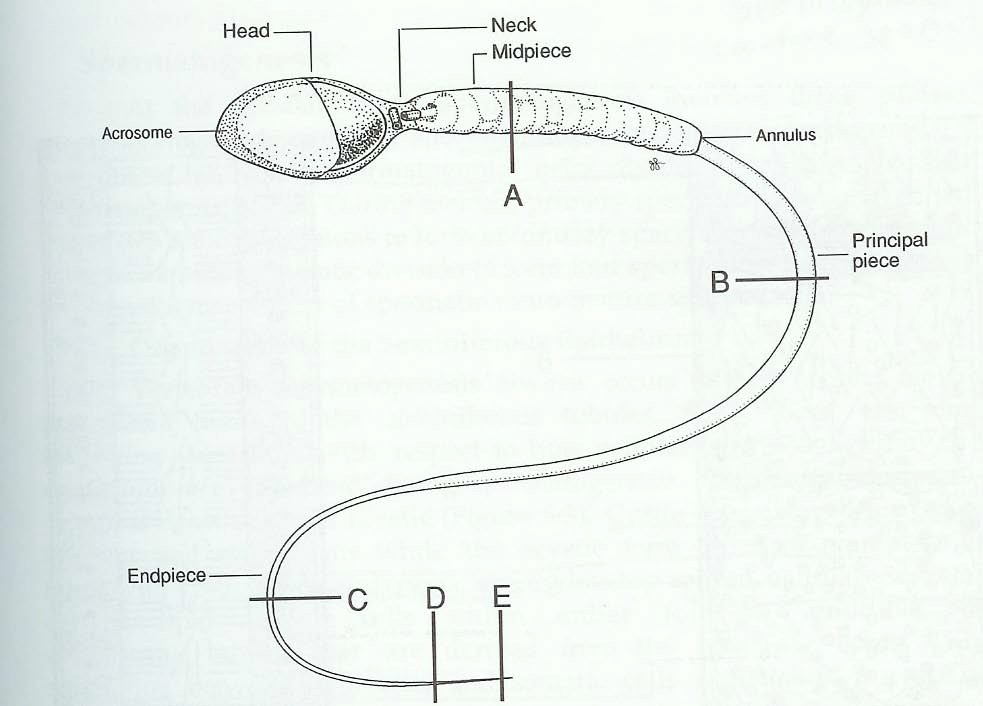 Head
Neck
Midpiece
Acrosome
Annulus
A
Principal
piece
B
Endpiece
C
D
E